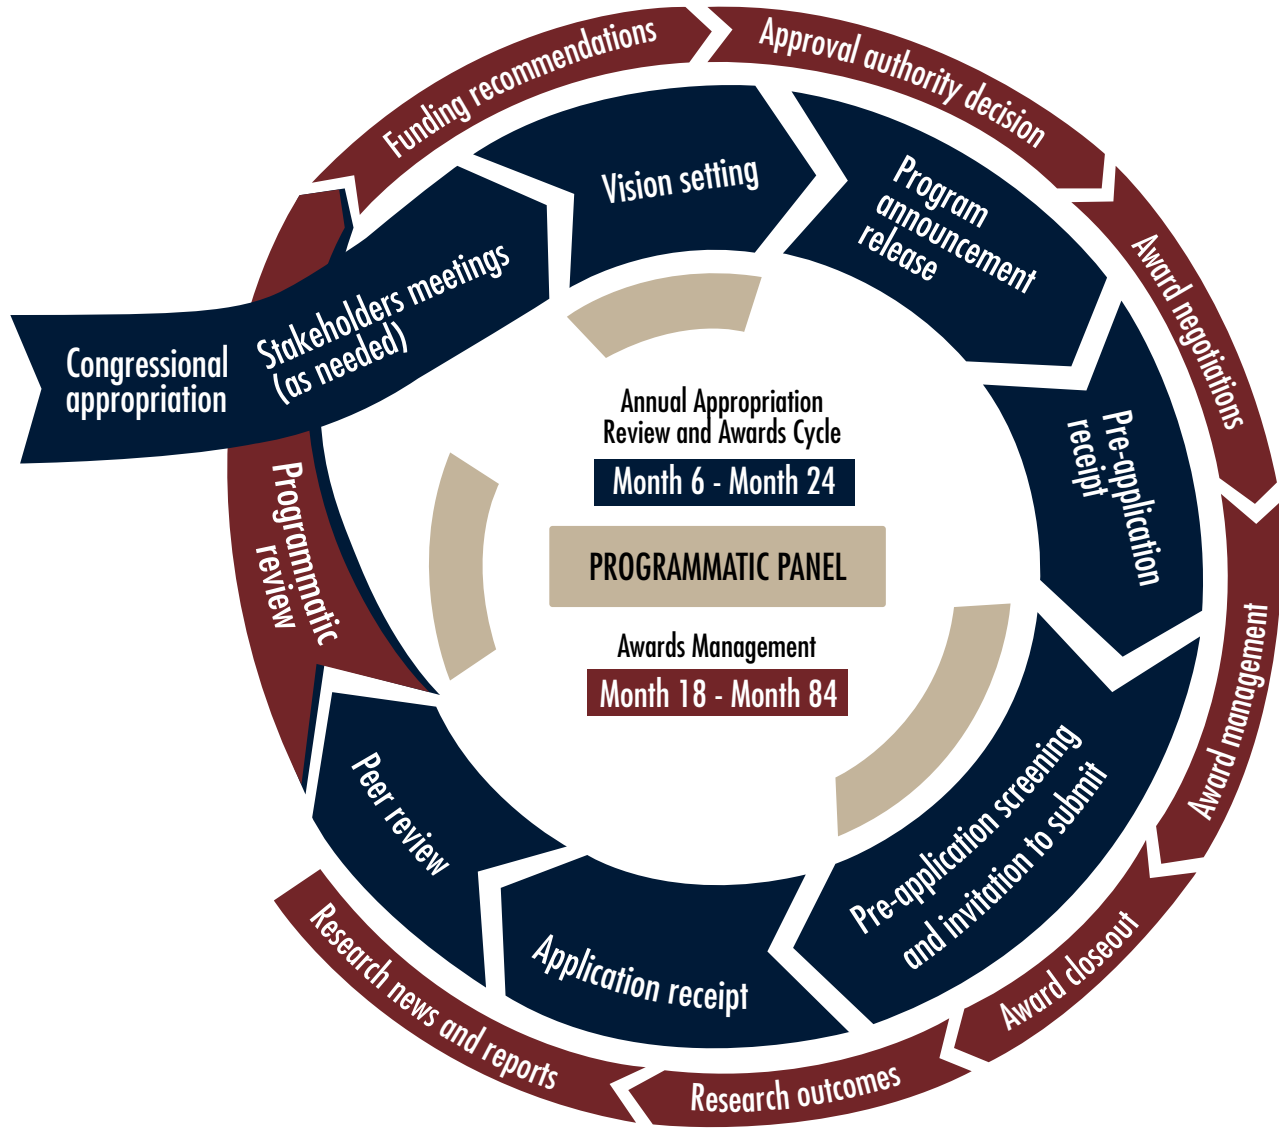 Congressional
appropriation
Stakeholders meetings
(as needed)
Vision setting
Program
announcement
release
Pre-application
receipt
Pre-application screening
and invitation to submit
Application receipt
Peer review
Programmatic
review
Funding recommendations
Approval authority decision
Award negotiations
Award management
Award closeout
Research outcomes
Research news and reports
Annual Appropriation
Review and Awards Cycle
Month 6 - Month 24
PROGRAMMATIC PANEL
Awards Management
Month 18 - Month 84